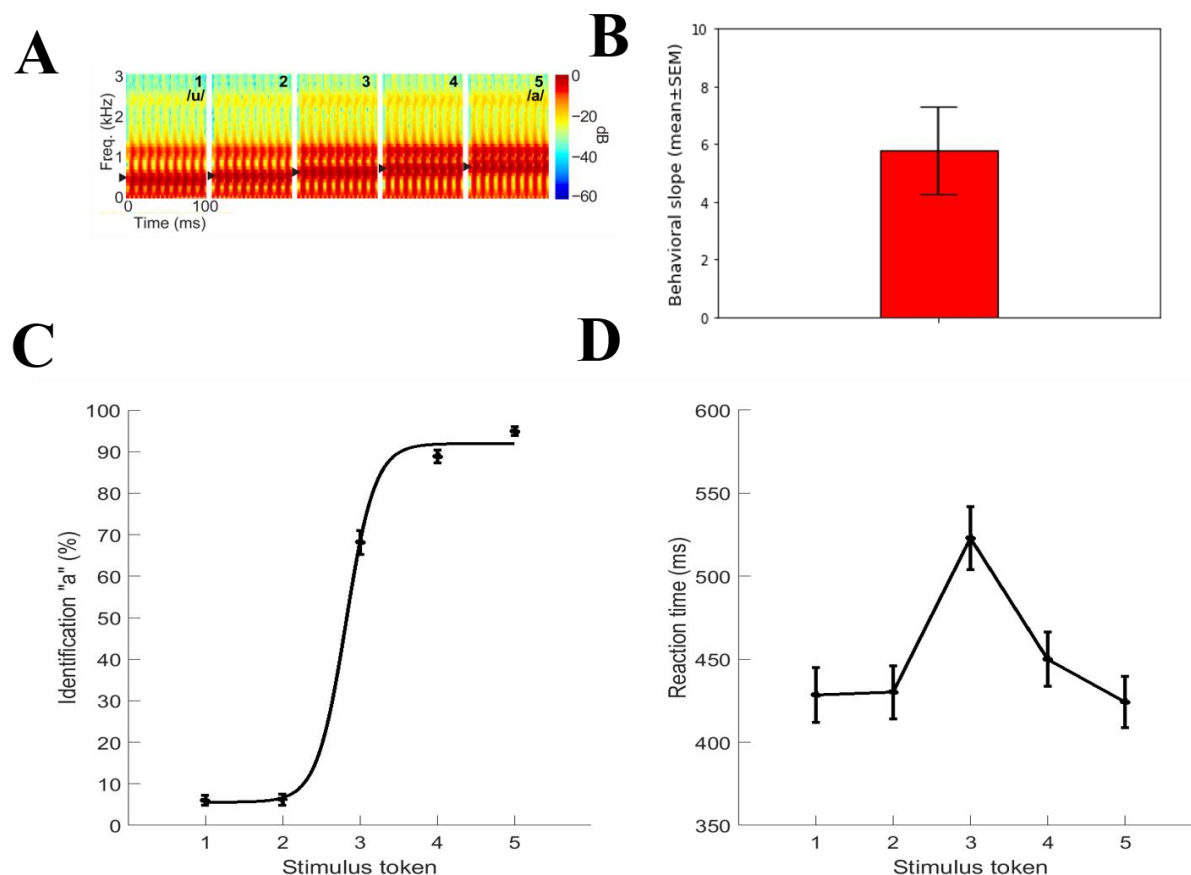 A
3
2
1
0
Freq. (kHz)
1
/u/
2
3
4
5
/a/
0
−20
−40
−60
dB
0
100
Time (ms)
B
10
8
6
4
2
0
Behavioral slope (mean±SEM)
C
100
90
80
70
60
50
40
30
20
10
0
Identification "a" (%)
1 2 3 4 5
Stimulus token
D
600
550
500
450
400
350
Reaction time (ms)
1 2 3 4 5
Stimulus token